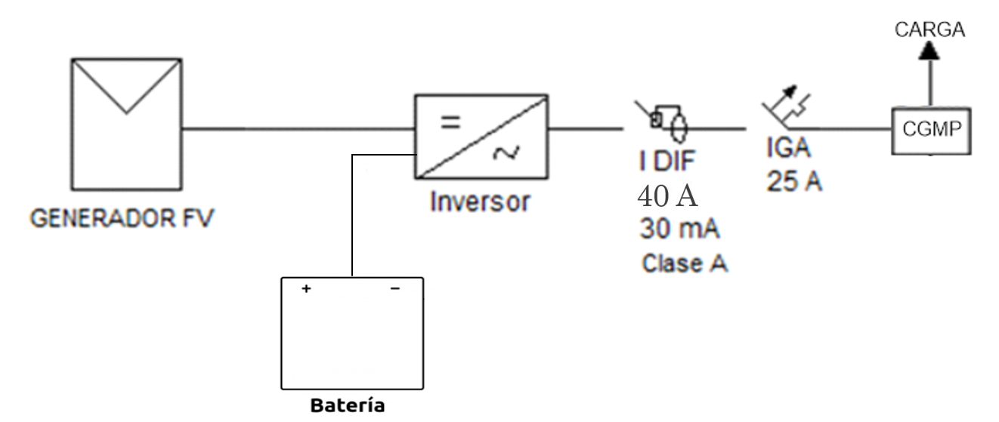 CARGA
CGMP
GENERADOR FV
=
~
Inversor
I DIF
40 A
30 mA
Clase A
IGA
25 A
+ -
Batería